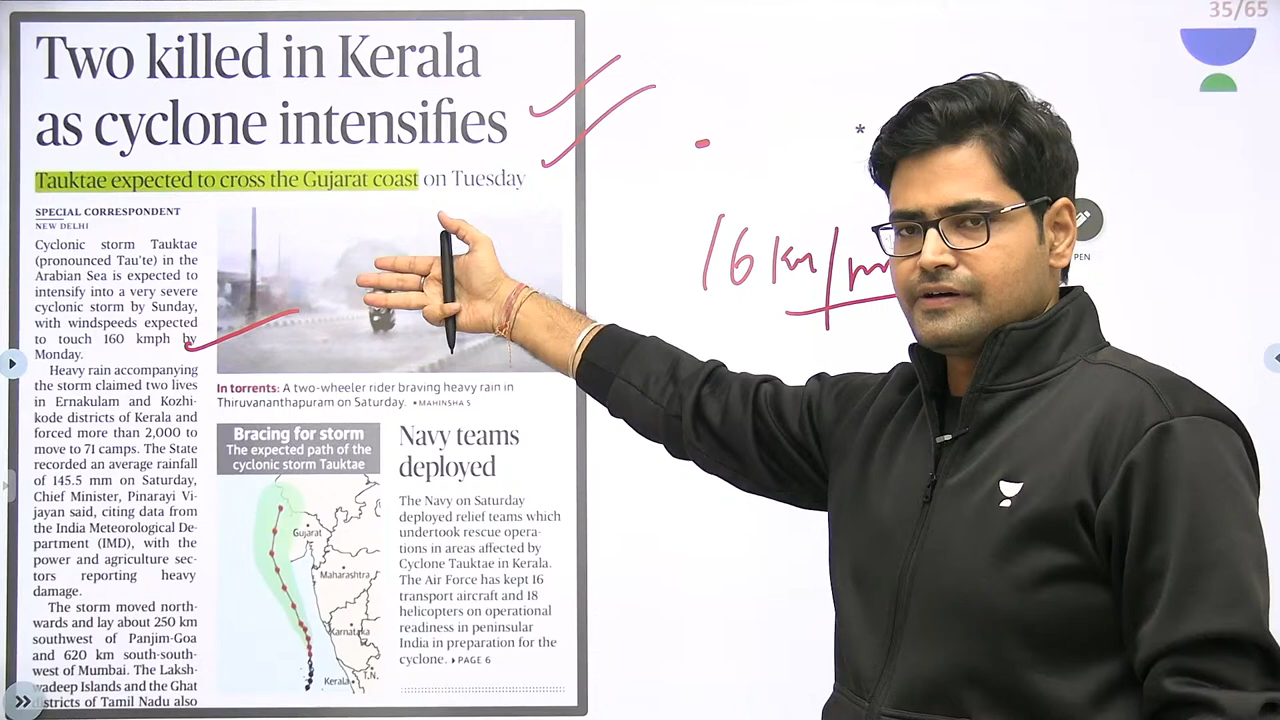 35/65
Two killed in Kerala
as cyclone intensifies
Tauktae expected to cross the Gujarat coast on Tuesday
SPECIAL CORRESPONDENT
NEW DELHI
Cyclonic storm Tauktae
(pronounced Tau'te) in the
Arabian Sea is expected to
intensify into a very severe
cyclonic storm by Sunday,
with windspeeds expected
to touch 160 kmph by
Monday.
Heavy rain accompanying
the storm claimed two lives
in Ernakulam and Kozhi-
kode districts of Kerala and
forced more than 2,000 to
move to 71 camps. The State
recorded an average rainfall
of 145.5 mm on Saturday,
Chief Minister, Pinarayi Vi-
jayan said, citing data from
the India Meteorological De-
partment (IMD), with the
power and agriculture sec-
tors reporting heavy
damage.
The storm moved north-
wards and lay about 250 km
southwest of Panjim-Goa
and 620 km south-south-
west of Mumbai. The Laksh-
wadeep Islands and the Ghat
districts of Tamil Nadu also
In torrents: A two-wheeler rider braving heavy rain in
Thiruvananthapuram on Saturday. • MAHINSHA S
Bracing for storm
The expected path of the
cyclonic storm Tauktae
Gujarat
Maharashtra
Karnataka
Kerala
T.N.
Navy teams
deployed
The Navy on Saturday
deployed relief teams which
undertook rescue opera-
tions in areas affected by
Cyclone Tauktae in Kerala.
The Air Force has kept 16
transport aircraft and 18
helicopters on operational
readiness in peninsular
India in preparation for the
cyclone. ▸ PAGE 6
*
16 km/
PEN